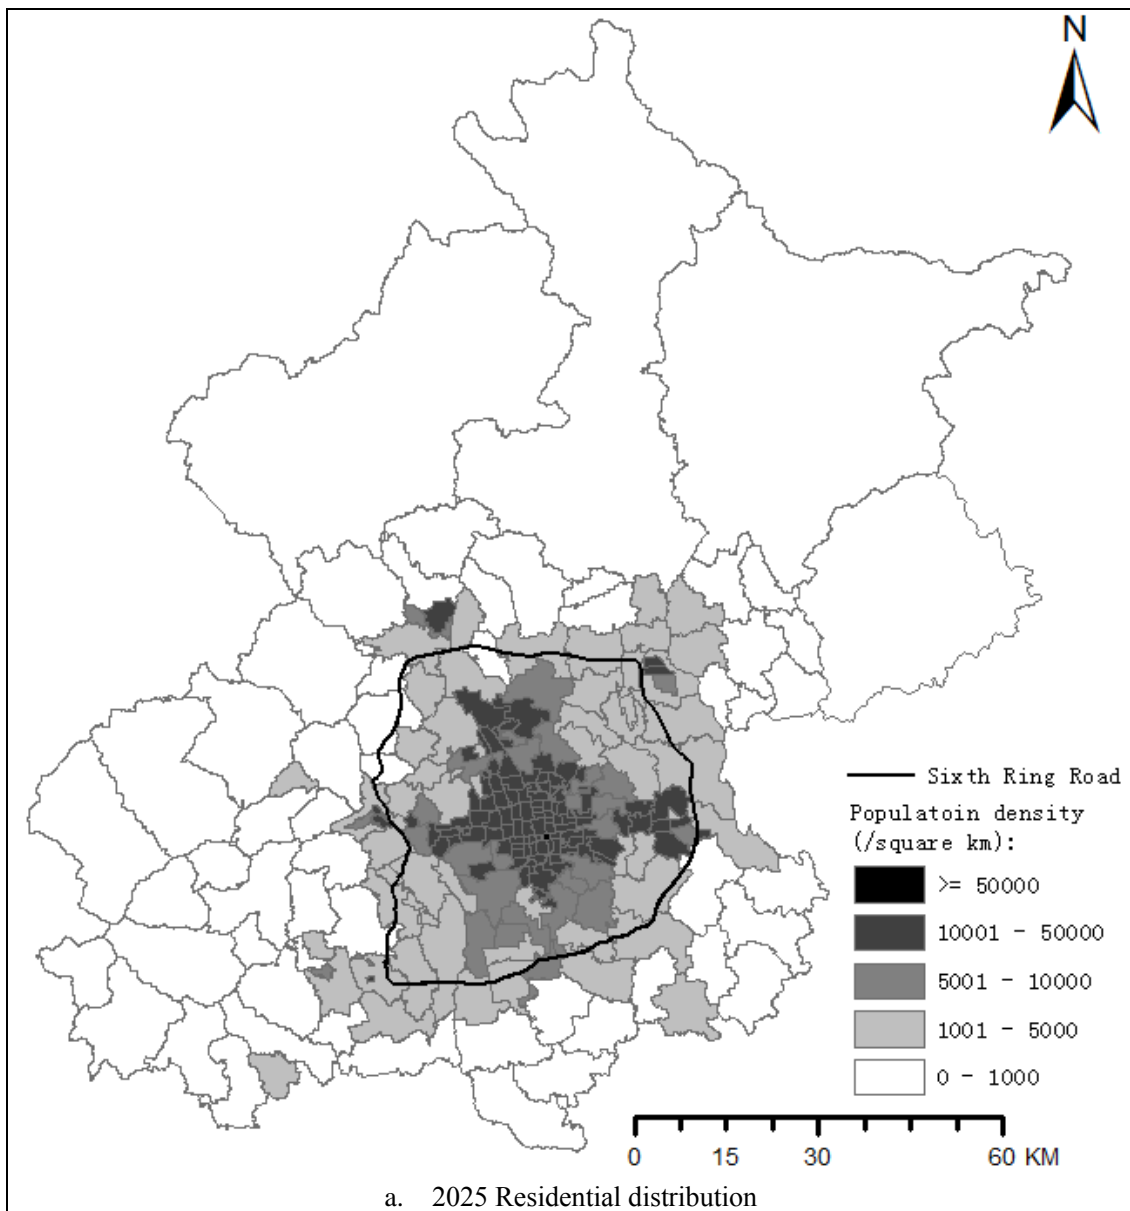 N
Sixth Ring Road
Populatoin density
(/square km):
>= 50000
10001 - 50000
5001 - 10000
1001 - 5000
0 - 1000
0 15 30 60 KM
a. 2025 Residential distribution